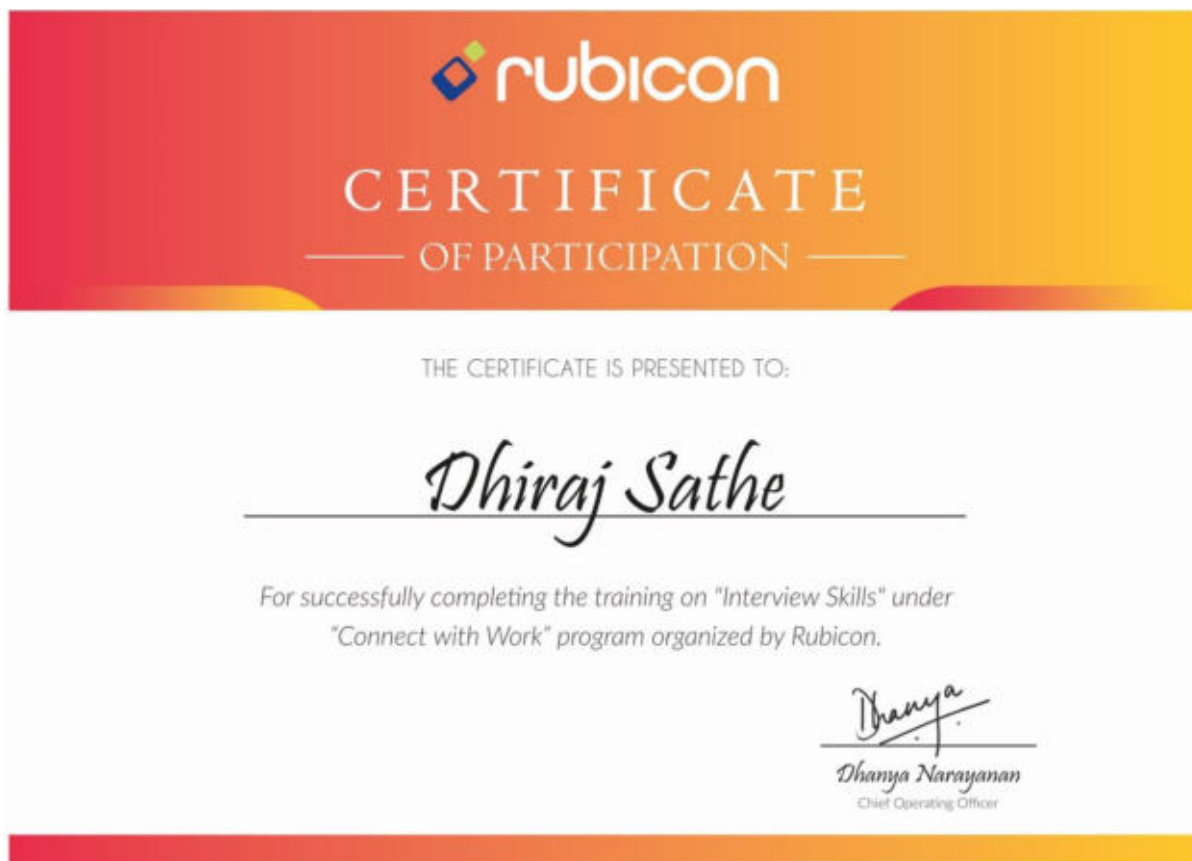 rubicon
CERTIFICATE
OF PARTICIPATION
THE CERTIFICATE IS PRESENTED TO:
Dhiraj Sathe
For successfully completing the training on "Interview Skills" under
"Connect with Work" program organized by Rubicon.
Dhanya
Dhanya Narayanan
Chief Operating Officer